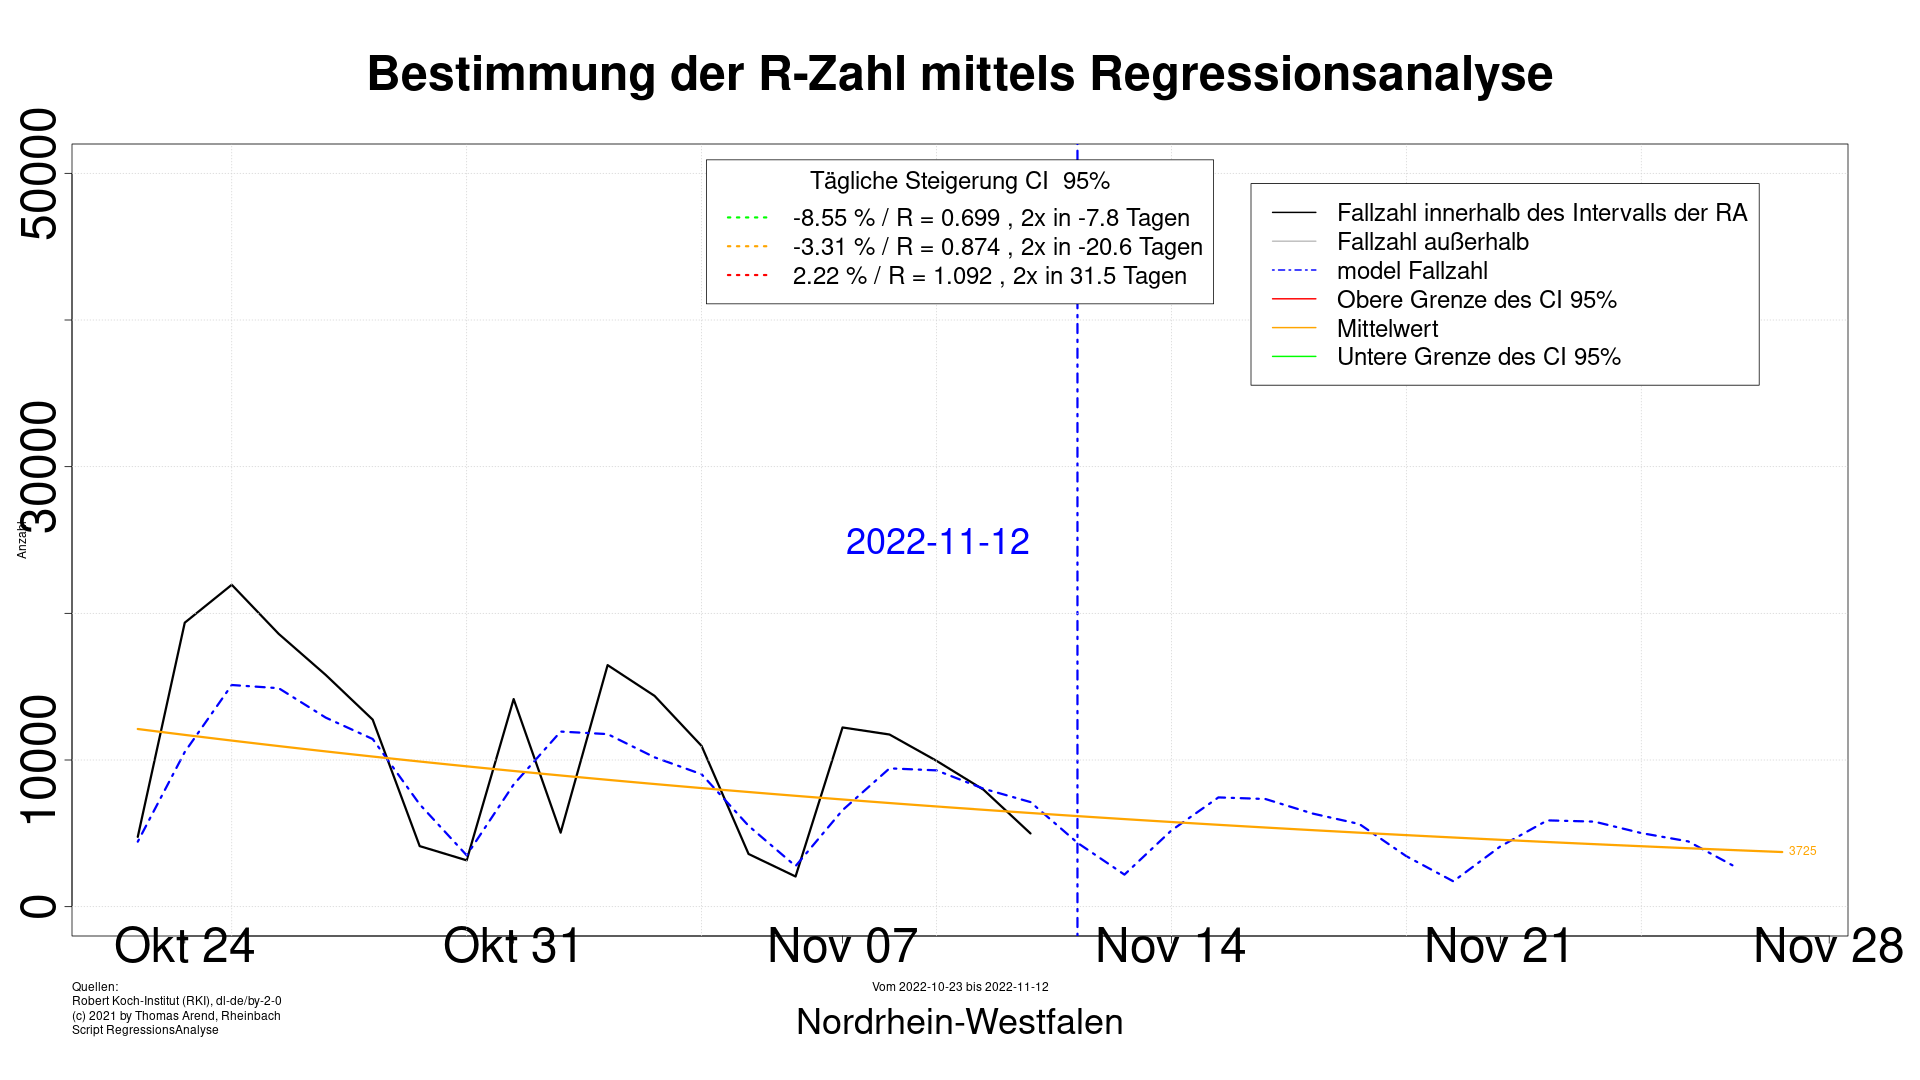 Bestimmung der R-Zahl mittels Regressionsanalyse
50000
30000
10000
0
Anzahl
Tägliche Steigerung CI  95%
-8.55 % / R = 0.699 , 2x in -7.8 Tagen
-3.31 % / R = 0.874 , 2x in -20.6 Tagen
2.22 % / R = 1.092 , 2x in 31.5 Tagen
Fallzahl innerhalb des Intervalls der RA
Fallzahl außerhalb
model Fallzahl
Obere Grenze des CI 95%
Mittelwert
Untere Grenze des CI 95%
2022-11-12
3725
Okt 24
Okt 31
Nov 07
Nov 14
Nov 21
Nov 28
Quellen:
Robert Koch-Institut (RKI), dl-de/by-2-0
(c) 2021 by Thomas Arend, Rheinbach
Script RegressionsAnalyse
Vom 2022-10-23 bis 2022-11-12
Nordrhein-Westfalen